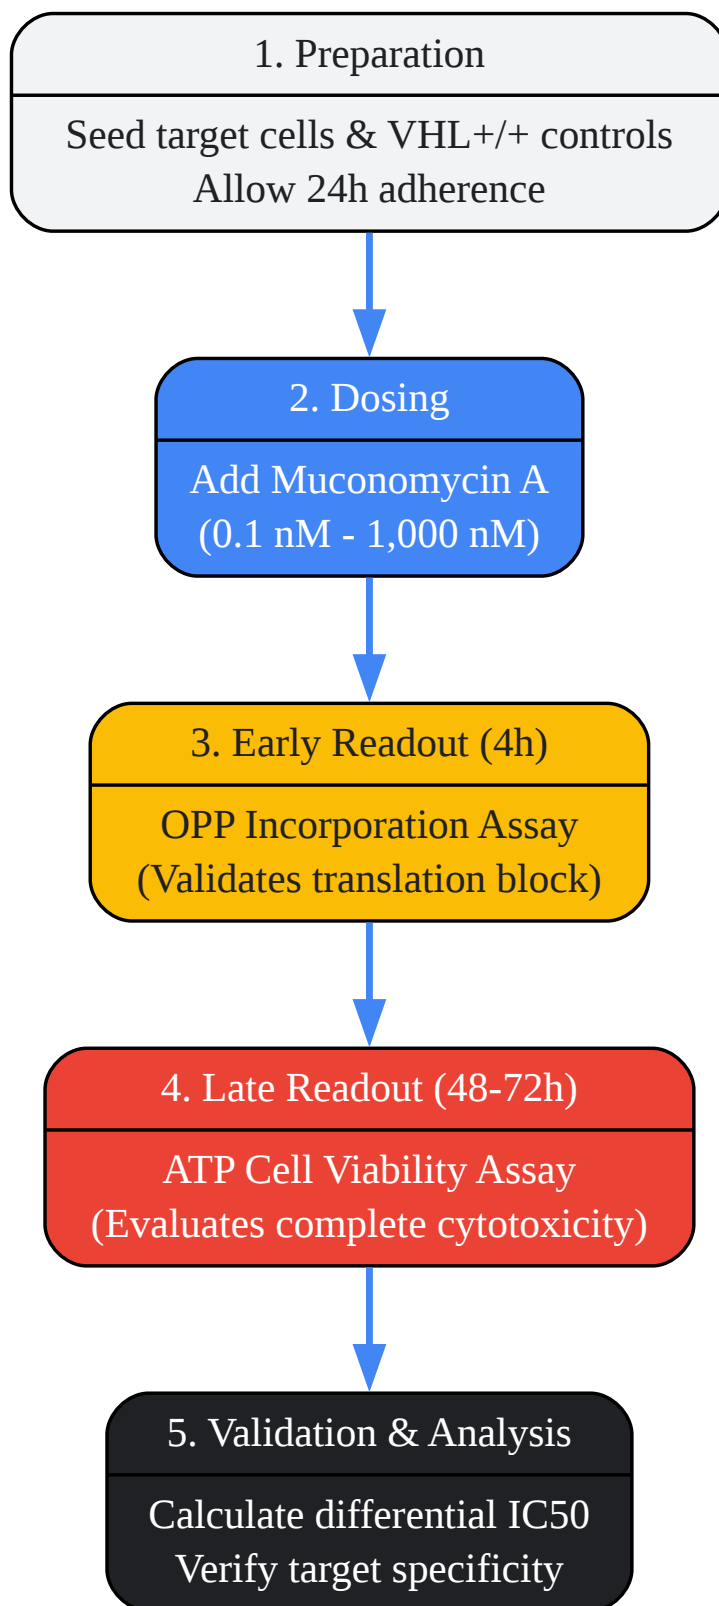 1. Preparation
Seed target cells & VHL+/+ controls
Allow 24h adherence
2. Dosing
Add Muconomycin A
(0.1 nM - 1,000 nM)
3. Early Readout (4h)
OPP Incorporation Assay
(Validates translation block)
4. Late Readout (48-72h)
ATP Cell Viability Assay
(Evaluates complete cytotoxicity)
5. Validation & Analysis
Calculate differential IC50
Verify target specificity